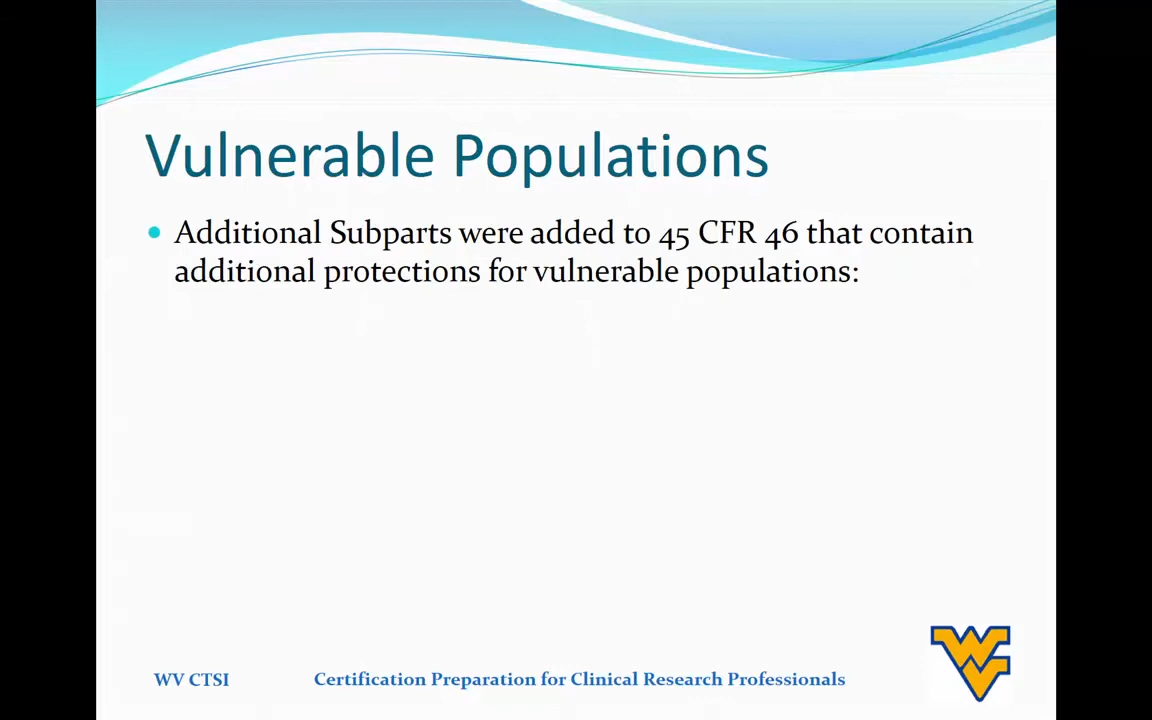 Vulnerable Populations
Additional Subparts were added to 45 CFR 46 that contain
additional protections for vulnerable populations:
WV CTSI
Certification Preparation for Clinical Research Professionals
WV